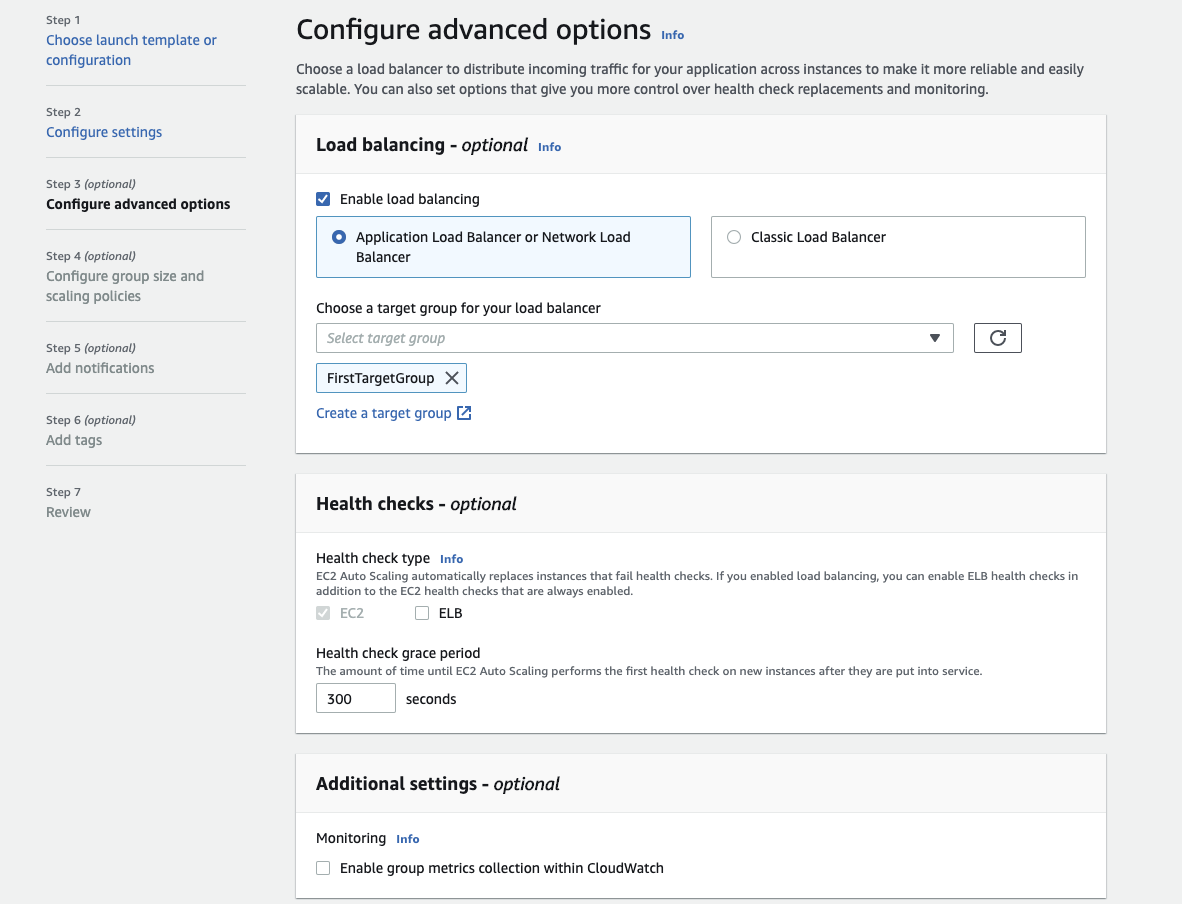 Step 1
Choose launch template or
configuration
Step 2
Configure settings
Step 3 (optional)
Configure advanced options
Step 4 (optional)
Configure group size and
scaling policies
Step 5 (optional)
Add notifications
Step 6 (optional)
Add tags
Step 7
Review
Configure advanced options Info
Choose a load balancer to distribute incoming traffic for your application across instances to make it more reliable and easily
scalable. You can also set options that give you more control over health check replacements and monitoring.
Load balancing - optional Info
Enable load balancing
Application Load Balancer or Network Load
Balancer
Classic Load Balancer
Choose a target group for your load balancer
Select target group
FirstTargetGroup
Create a target group
Health checks - optional
Health check type Info
EC2 Auto Scaling automatically replaces instances that fail health checks. If you enabled load balancing, you can enable ELB health checks in
addition to the EC2 health checks that are always enabled.
EC2 ELB
Health check grace period
The amount of time until EC2 Auto Scaling performs the first health check on new instances after they are put into service.
300 seconds
Additional settings - optional
Monitoring Info
Enable group metrics collection within CloudWatch